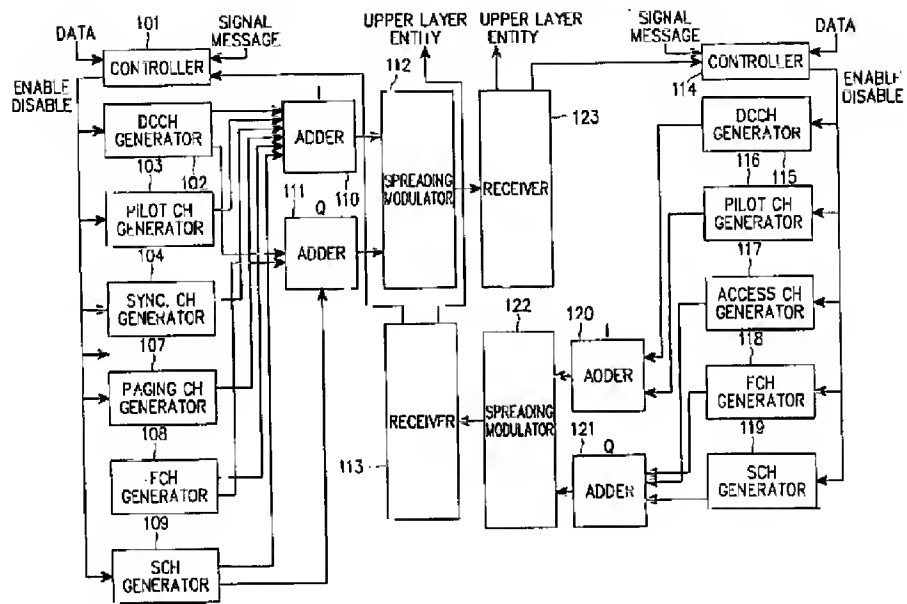 DATA
101
SIGNAL
MESSAGE
CONTROLLER
ENABLE
DISABLE
DCCH
GENERATOR
103
102
PILOT CH
GENERATOR
104
SYNC. CH
GENERATOR
107
PAGING CH
GENERATOR
108
FCH
GENERATOR
109
SCH
GENERATOR
I
ADDER
110
111
Q
ADDER
UPPER LAYER
ENTITY
112
SPREADING
MODULATOR
UPPER LAYER
ENTITY
123
RECEIVER
RECEIVER
113
122
SPREADING
MODULATOR
120
I
ADDER
121
Q
ADDER
SIGNAL
MESSAGE
DATA
CONTROLLER
114
ENABLE
DISABLE
DCCH
GENERATOR
116
115
PILOT CH
GENERATOR
117
ACCESS CH
GENERATOR
118
FCH
GENERATOR
119
SCH
GENERATOR